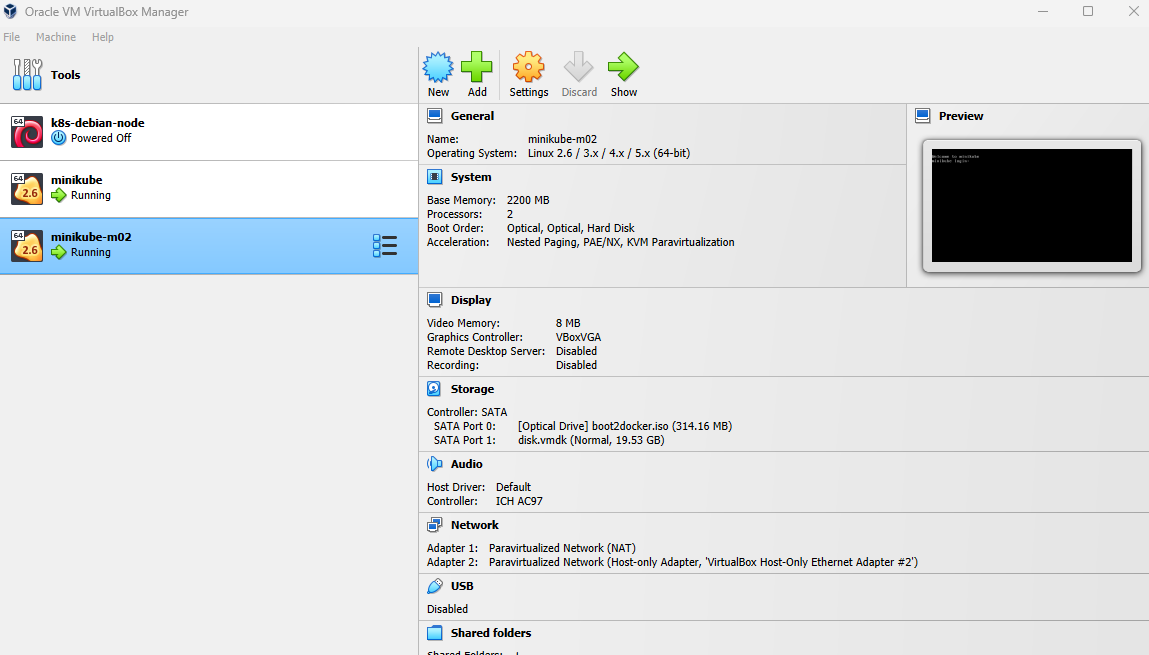 Oracle VM VirtualBox Manager
File Machine Help
Tools
New Add Settings Discard Show
64
k8s-debian-node
Powered Off
64
2.6
minikube
Running
64
2.6
minikube-m02
Running
General
Name: minikube-m02
Operating System: Linux 2.6 / 3.x / 4.x / 5.x (64-bit)
Preview
Welcome to minikube
minikube login:
System
Base Memory: 2200 MB
Processors: 2
Boot Order: Optical, Optical, Hard Disk
Acceleration: Nested Paging, PAE/NX, KVM Paravirtualization
Display
Video Memory: 8 MB
Graphics Controller: VBoxVGA
Remote Desktop Server: Disabled
Recording: Disabled
Storage
Controller: SATA
SATA Port 0: [Optical Drive] boot2docker.iso (314.16 MB)
SATA Port 1: disk.vmdk (Normal, 19.53 GB)
Audio
Host Driver: Default
Controller: ICH AC97
Network
Adapter 1: Paravirtualized Network (NAT)
Adapter 2: Paravirtualized Network (Host-only Adapter, 'VirtualBox Host-Only Ethernet Adapter #2')
USB
Disabled
Shared folders
Shared Folders: 1